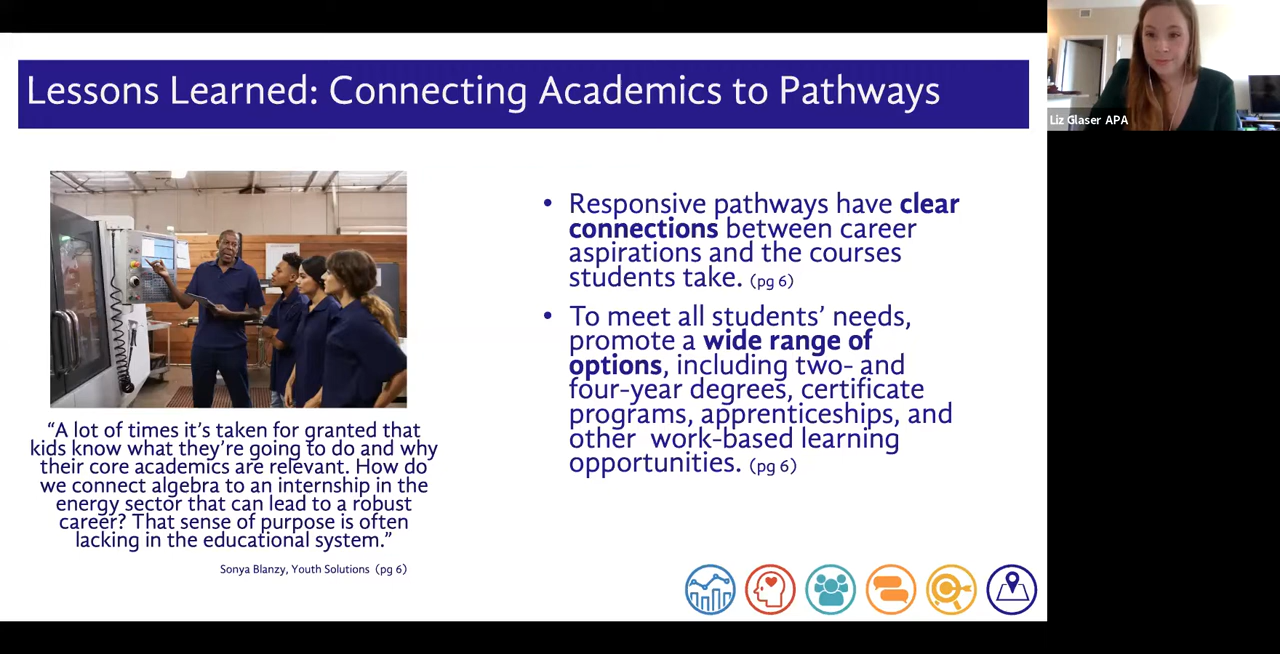 Lessons Learned: Connecting Academics to Pathways
Liz Glaser APA
“A lot of times it’s taken for granted that
kids know what they’re going to do and why
their core academics are relevant. How do
we connect algebra to an internship in the
energy sector that can lead to a robust
career? That sense of purpose is often
lacking in the educational system.”
Sonya Blanzy, Youth Solutions (pg 6)
• Responsive pathways have clear
connections between career
aspirations and the courses
students take. (pg 6)
• To meet all students’ needs,
promote a wide range of
options, including two- and
four-year degrees, certificate
programs, apprenticeships, and
other work-based learning
opportunities. (pg 6)